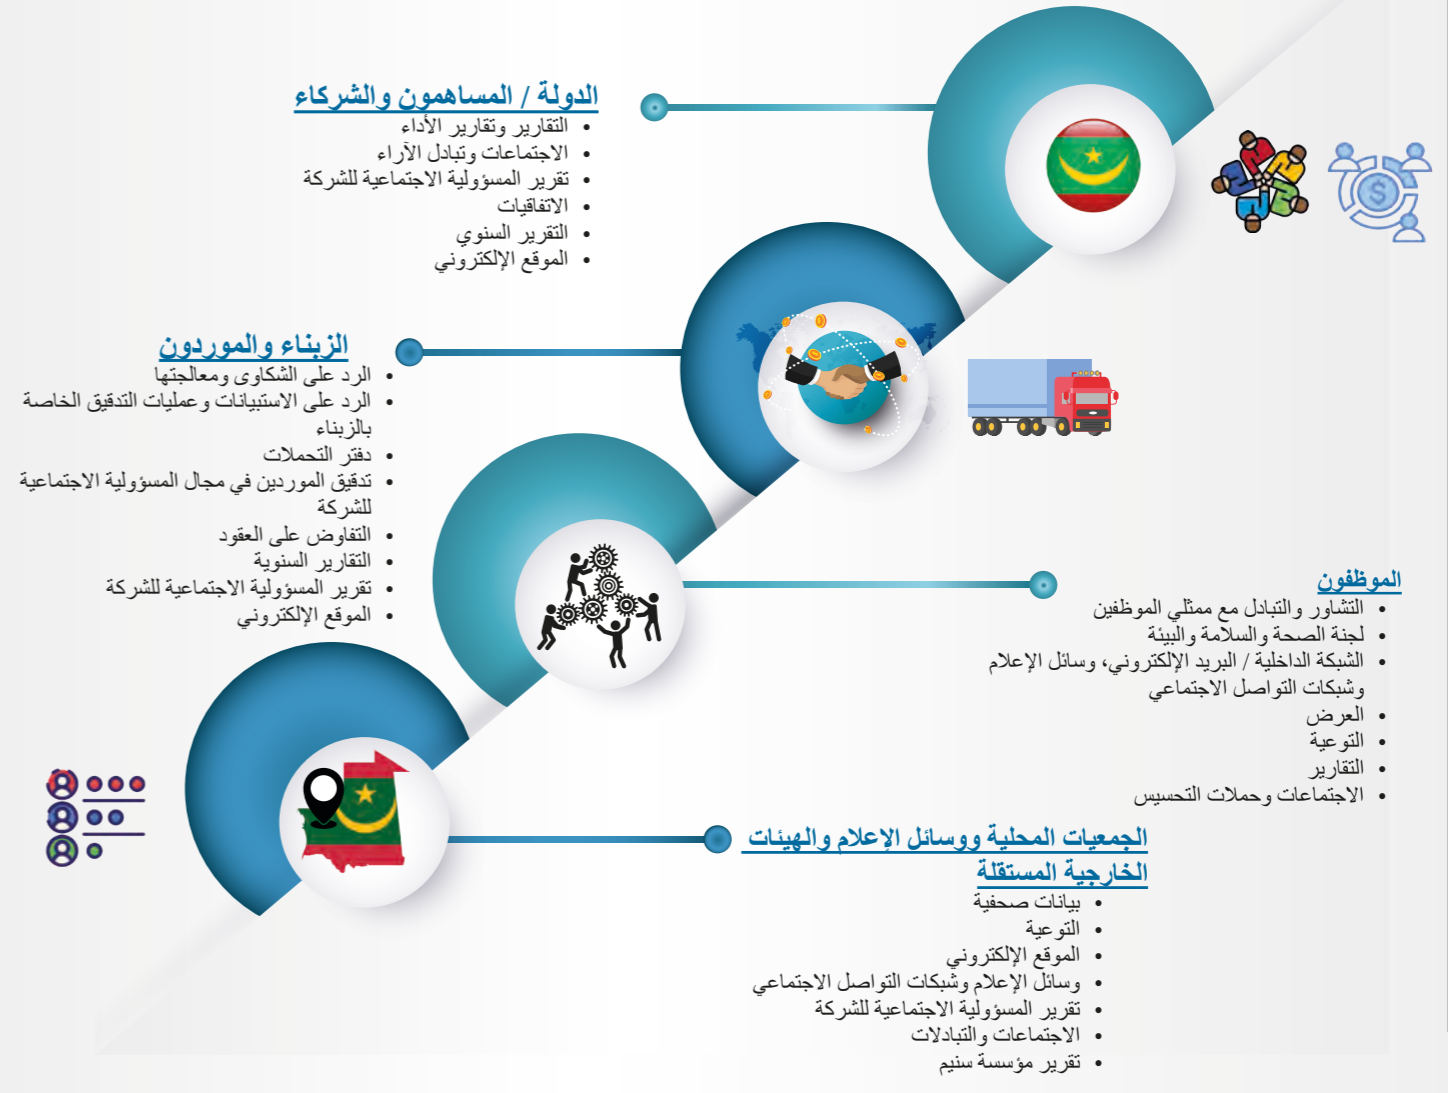 الدولة / المساهمون والشركاء
• التقارير وتقارير الأداء
• الاجتماعات وتبادل الآراء
• تقرير المسؤولية الاجتماعية للشركة
• الاتفاقيات
• التقرير السنوي
• الموقع الإلكتروني
الزبناء والموردون
• الرد على الشكاوى ومعالجتها
• الرد على الاستبيانات وعمليات التدقيق الخاصة
بالزبناء
• دفتر التحملات
• تدقيق الموردين في مجال المسؤولية الاجتماعية
للشركة
• التفاوض على العقود
• التقارير السنوية
• تقرير المسؤولية الاجتماعية للشركة
• الموقع الإلكتروني
الموظفون
• التشاور والتبادل مع ممثلي الموظفين
• لجنة الصحة والسلامة والبيئة
• الشبكة الداخلية / البريد الإلكتروني، وسائل الإعلام
وشبكات التواصل الاجتماعي
• العرض
• التوعية
• التقارير
• الاجتماعات وحملات التحسيس
الجمعيات المحلية ووسائل الإعلام والهيئات
الخارجية المستقلة
• بيانات صحفية
• التوعية
• الموقع الإلكتروني
• وسائل الإعلام وشبكات التواصل الاجتماعي
• تقرير المسؤولية الاجتماعية للشركة
• الاجتماعات والتبادلات
• تقرير مؤسسة سنيم